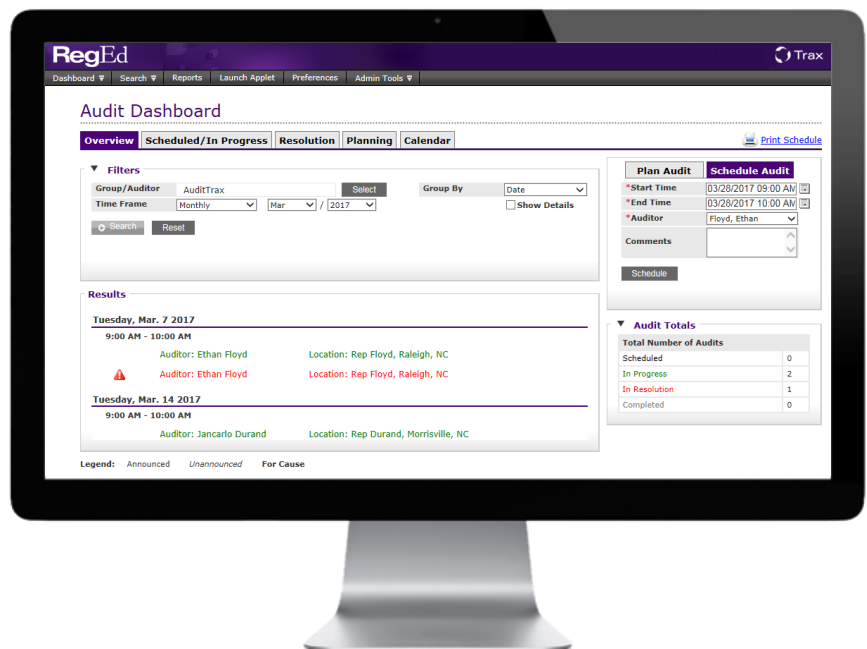 RegEd
Trax
Dashboard Search Reports Launch Applet Preferences Admin Tools
Audit Dashboard
Overview Scheduled/In Progress Resolution Planning Calendar
Print Schedule
Filters
Group/Auditor AuditTrax Select Group By Date
Time Frame Monthly Mar / 2017 Show Details
Search Reset
Plan Audit Schedule Audit
*Start Time 03/28/2017 09:00 AM
*End Time 03/28/2017 10:00 AM
*Auditor Floyd, Ethan
Comments
Schedule
Results
Tuesday, Mar. 7 2017
9:00 AM - 10:00 AM
Auditor: Ethan Floyd Location: Rep Floyd, Raleigh, NC
Auditor: Ethan Floyd Location: Rep Floyd, Raleigh, NC
Tuesday, Mar. 14 2017
9:00 AM - 10:00 AM
Auditor: Jancarlo Durand Location: Rep Durand, Morrisville, NC
Audit Totals
Total Number of Audits
Scheduled 0
In Progress 2
In Resolution 1
Completed 0
Legend: Announced Unannounced For Cause